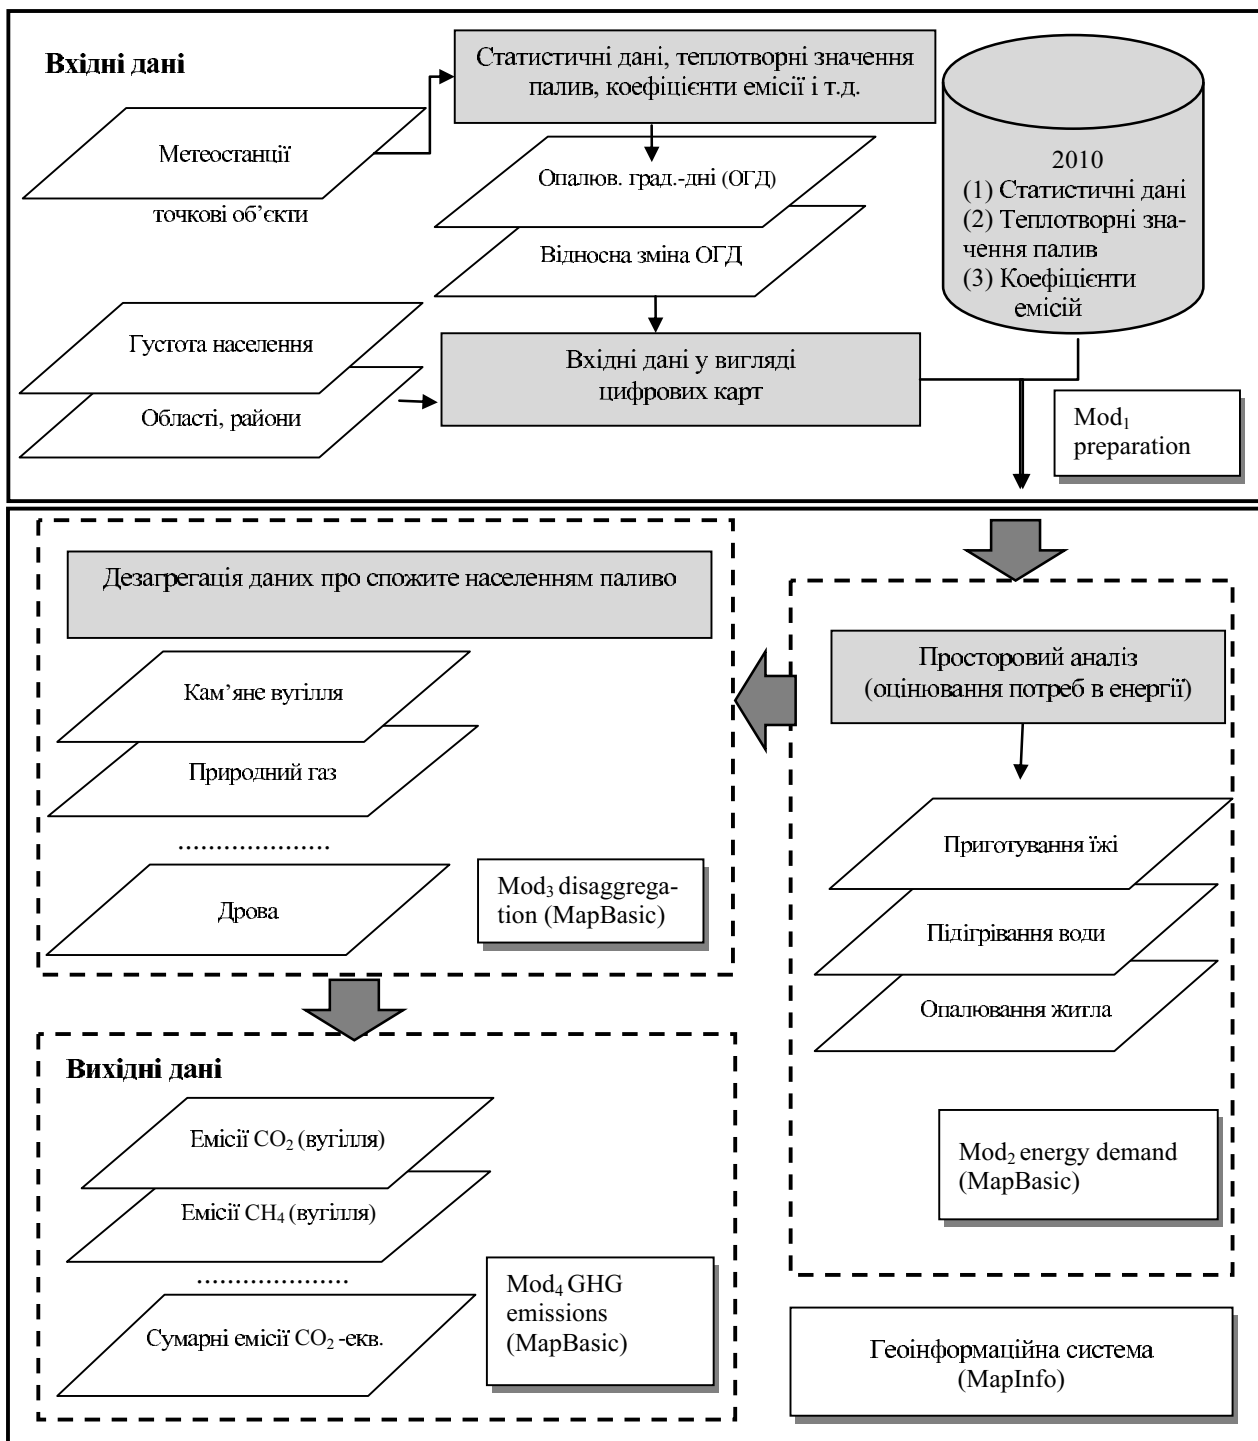 Вхідні дані
Статистичні дані, теплотворні значення
палив, коефіцієнти емісії і т.д.
Метеостанції
точкові об’єкти
Опалюв. град.-дні (ОГД)
Відносна зміна ОГД
2010
(1) Статистичні дані
(2) Теплотворні зна-
чення палив
(3) Коефіцієнти
емісій
Густота населення
Області, райони
Вхідні дані у вигляді
цифрових карт
Mod₁
preparation
Дезагрегація даних про спожите населенням паливо
Кам’яне вугілля
Природний газ
....................
Дрова
Mod₃ disaggrega-
tion (MapBasic)
Просторовий аналіз
(оцінювання потреб в енергії)
Приготування їжі
Підігрівання води
Опалювання житла
Mod₂ energy demand
(MapBasic)
Вихідні дані
Емісії CO₂ (вугілля)
Емісії CH₄ (вугілля)
....................
Сумарні емісії CO₂ -екв.
Mod₄ GHG
emissions
(MapBasic)
Геоінформаційна система
(MapInfo)